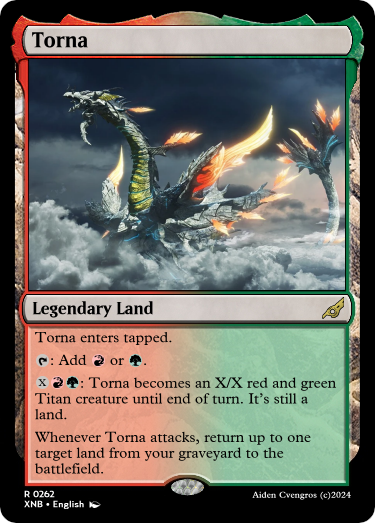 Torna
Legendary Land
Torna enters tapped.
: Add or .
X : Torna becomes an X/X red and green
Titan creature until end of turn. It's still a
land.
Whenever Torna attacks, return up to one
target land from your graveyard to the
battlefield.
R 0262
XNB • English Aiden Cvengros (c)2024